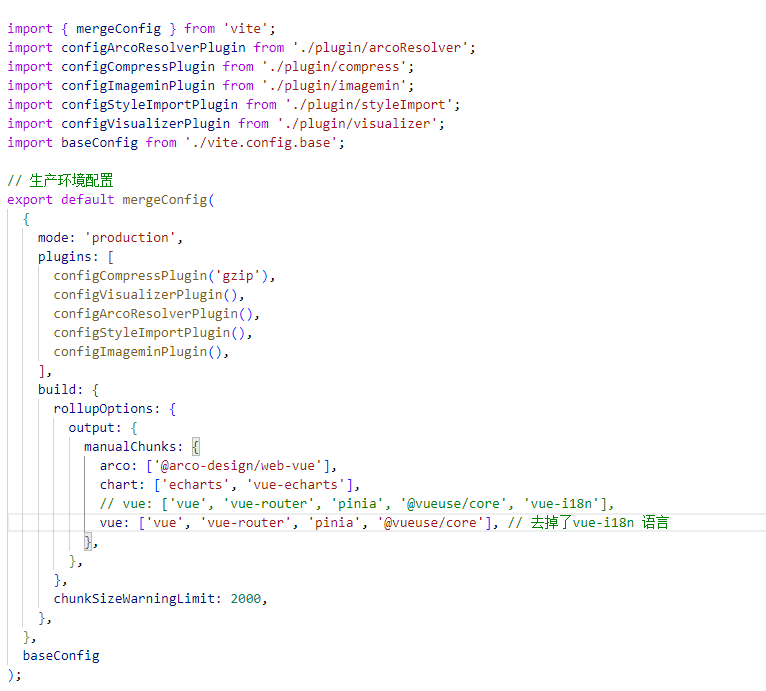 import { mergeConfig } from 'vite';
import configArcoResolverPlugin from './plugin/arcoResolver';
import configCompressPlugin from './plugin/compress';
import configImageminPlugin from './plugin/imagemin';
import configStyleImportPlugin from './plugin/styleImport';
import configVisualizerPlugin from './plugin/visualizer';
import baseConfig from './vite.config.base';

// 生产环境配置
export default mergeConfig(
  {
    mode: 'production',
    plugins: [
      configCompressPlugin('gzip'),
      configVisualizerPlugin(),
      configArcoResolverPlugin(),
      configStyleImportPlugin(),
      configImageminPlugin(),
    ],
    build: {
      rollupOptions: {
        output: {
          manualChunks: {
            arco: ['@arco-design/web-vue'],
            chart: ['echarts', 'vue-echarts'],
            // vue: ['vue', 'vue-router', 'pinia', '@vueuse/core', 'vue-i18n'],
            vue: ['vue', 'vue-router', 'pinia', '@vueuse/core'], // 去掉了vue-i18n 语言
          },
        },
      },
      chunkSizeWarningLimit: 2000,
    },
  },
  baseConfig
);